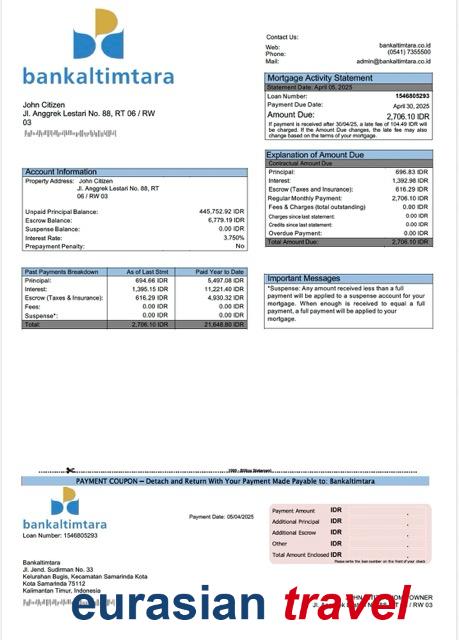 bankaltimtara
John Citizen
Jl. Anggrek Lestari No. 88, RT 06 / RW
03
Contact Us:
Web: bankaltimtara.co.id
Phone: (0541) 7355500
Mail: admin@bankaltimtara.co.id
Mortgage Activity Statement
Statement Date: April 05, 2025
Loan Number: 1546805293
Payment Due Date: April 30, 2025
Amount Due: 2,706.10 IDR
If payment is received after 30/04/25, a late fee of 104.49 IDR will
be charged. If the Amount Due changes, the late fee may also
change based on the terms of your mortgage.
Explanation of Amount Due
Contractual Amount Due
Principal: 696.83 IDR
Interest: 1,392.98 IDR
Escrow (Taxes and Insurance): 616.29 IDR
Regular Monthly Payment: 2,706.10 IDR
Fees & Charges (total outstanding) 0.00 IDR
Charges since last statement: 0.00 IDR
Credits since last statement: 0.00 IDR
Overdue Payment: 0.00 IDR
Total Amount Due: 2,706.10 IDR
Account Information
Property Address: John Citizen
Jl. Anggrek Lestari No. 88, RT
06 / RW 03
Unpaid Principal Balance: 445,752.92 IDR
Escrow Balance: 6,779.19 IDR
Suspense Balance: 0.00 IDR
Interest Rate: 3.750%
Prepayment Penalty: No
Past Payments Breakdown As of Last Stmt Paid Year to Date
Principal: 694.66 IDR 5,497.08 IDR
Interest: 1,395.15 IDR 11,221.40 IDR
Escrow (Taxes & Insurance): 616.29 IDR 4,930.32 IDR
Fees: 0.00 IDR 0.00 IDR
Suspense*: 0.00 IDR 0.00 IDR
Total: 2,706.10 IDR 21,648.80 IDR
Important Messages
*Suspense: Any amount received less than a full
payment will be applied to a suspense account for your
mortgage. When enough is received to equal a full
payment, a full payment will be applied to your
mortgage.
PAYMENT COUPON – Detach and Return With Your Payment Made Payable to: Bankaltimtara
bankaltimtara
Loan Number: 1546805293
Payment Date: 05/04/2025
Payment Amount IDR .
Additional Principal IDR .
Additional Escrow IDR .
Other IDR .
Total Amount Enclosed IDR .
Please write the loan number on the front of your check
Bankaltimtara
Jl. Jend. Sudirman No. 33
Kelurahan Bugis, Kecamatan Samarinda Kota
Kota Samarinda 75112
Kalimantan Timur, Indonesia
eurasian travel